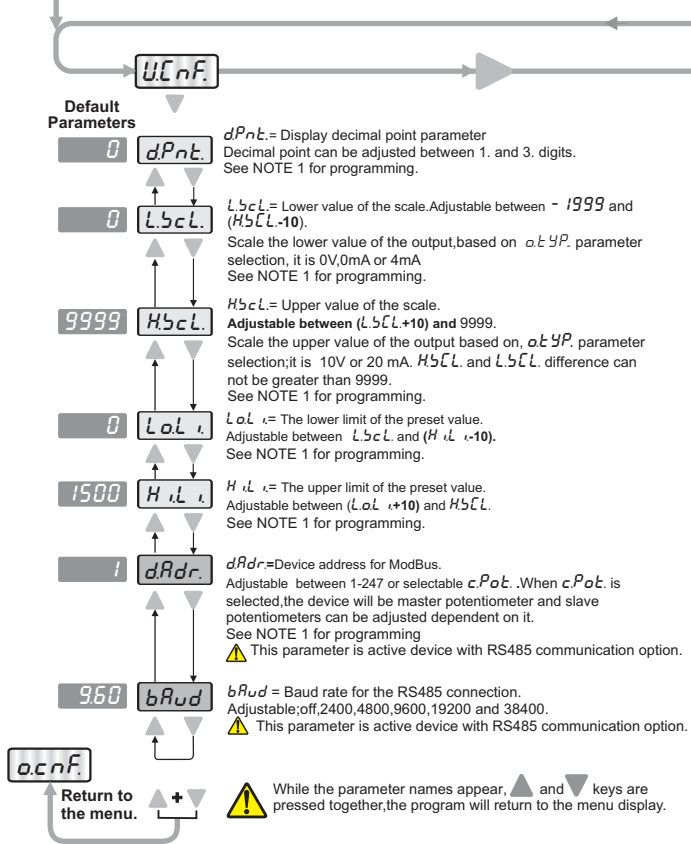 U.CnF.
Default
Parameters
0 d.Pnt.
d.Pnt.= Display decimal point parameter
Decimal point can be adjusted between 1. and 3. digits.
See NOTE 1 for programming.
0 L.ScL.
L.ScL.= Lower value of the scale.Adjustable between - 1999 and
(H.SCL.-10).
Scale the lower value of the output,based on o.tYP. parameter
selection, it is 0V,0mA or 4mA
See NOTE 1 for programming.
9999 H.ScL.
H.ScL.= Upper value of the scale.
Adjustable between (L.SCL.+10) and 9999.
Scale the upper value of the output based on, o.tYP. parameter
selection;it is 10V or 20 mA. H.SCL. and L.SCL. difference can
not be greater than 9999.
See NOTE 1 for programming.
0 Lo.L i.
Lo.L i.= The lower limit of the preset value.
Adjustable between L.ScL. and (H i.L i.-10).
See NOTE 1 for programming.
1500 H i.L i.
H i.L i.= The upper limit of the preset value.
Adjustable between (Lo.L i.+10) and H.SCL.
See NOTE 1 for programming.
1 d.Adr.
d.Adr.=Device address for ModBus.
Adjustable between 1-247 or selectable c.Pot. .When c.Pot. is
selected,the device will be master potentiometer and slave
potentiometers can be adjusted dependent on it.
See NOTE 1 for programming
This parameter is active device with RS485 communication option.
9.60 bAud
bAud = Baud rate for the RS485 connection.
Adjustable;off,2400,4800,9600,19200 and 38400.
This parameter is active device with RS485 communication option.
o.cnF.
Return to
the menu.
+
While the parameter names appear, and keys are
pressed together,the program will return to the menu display.